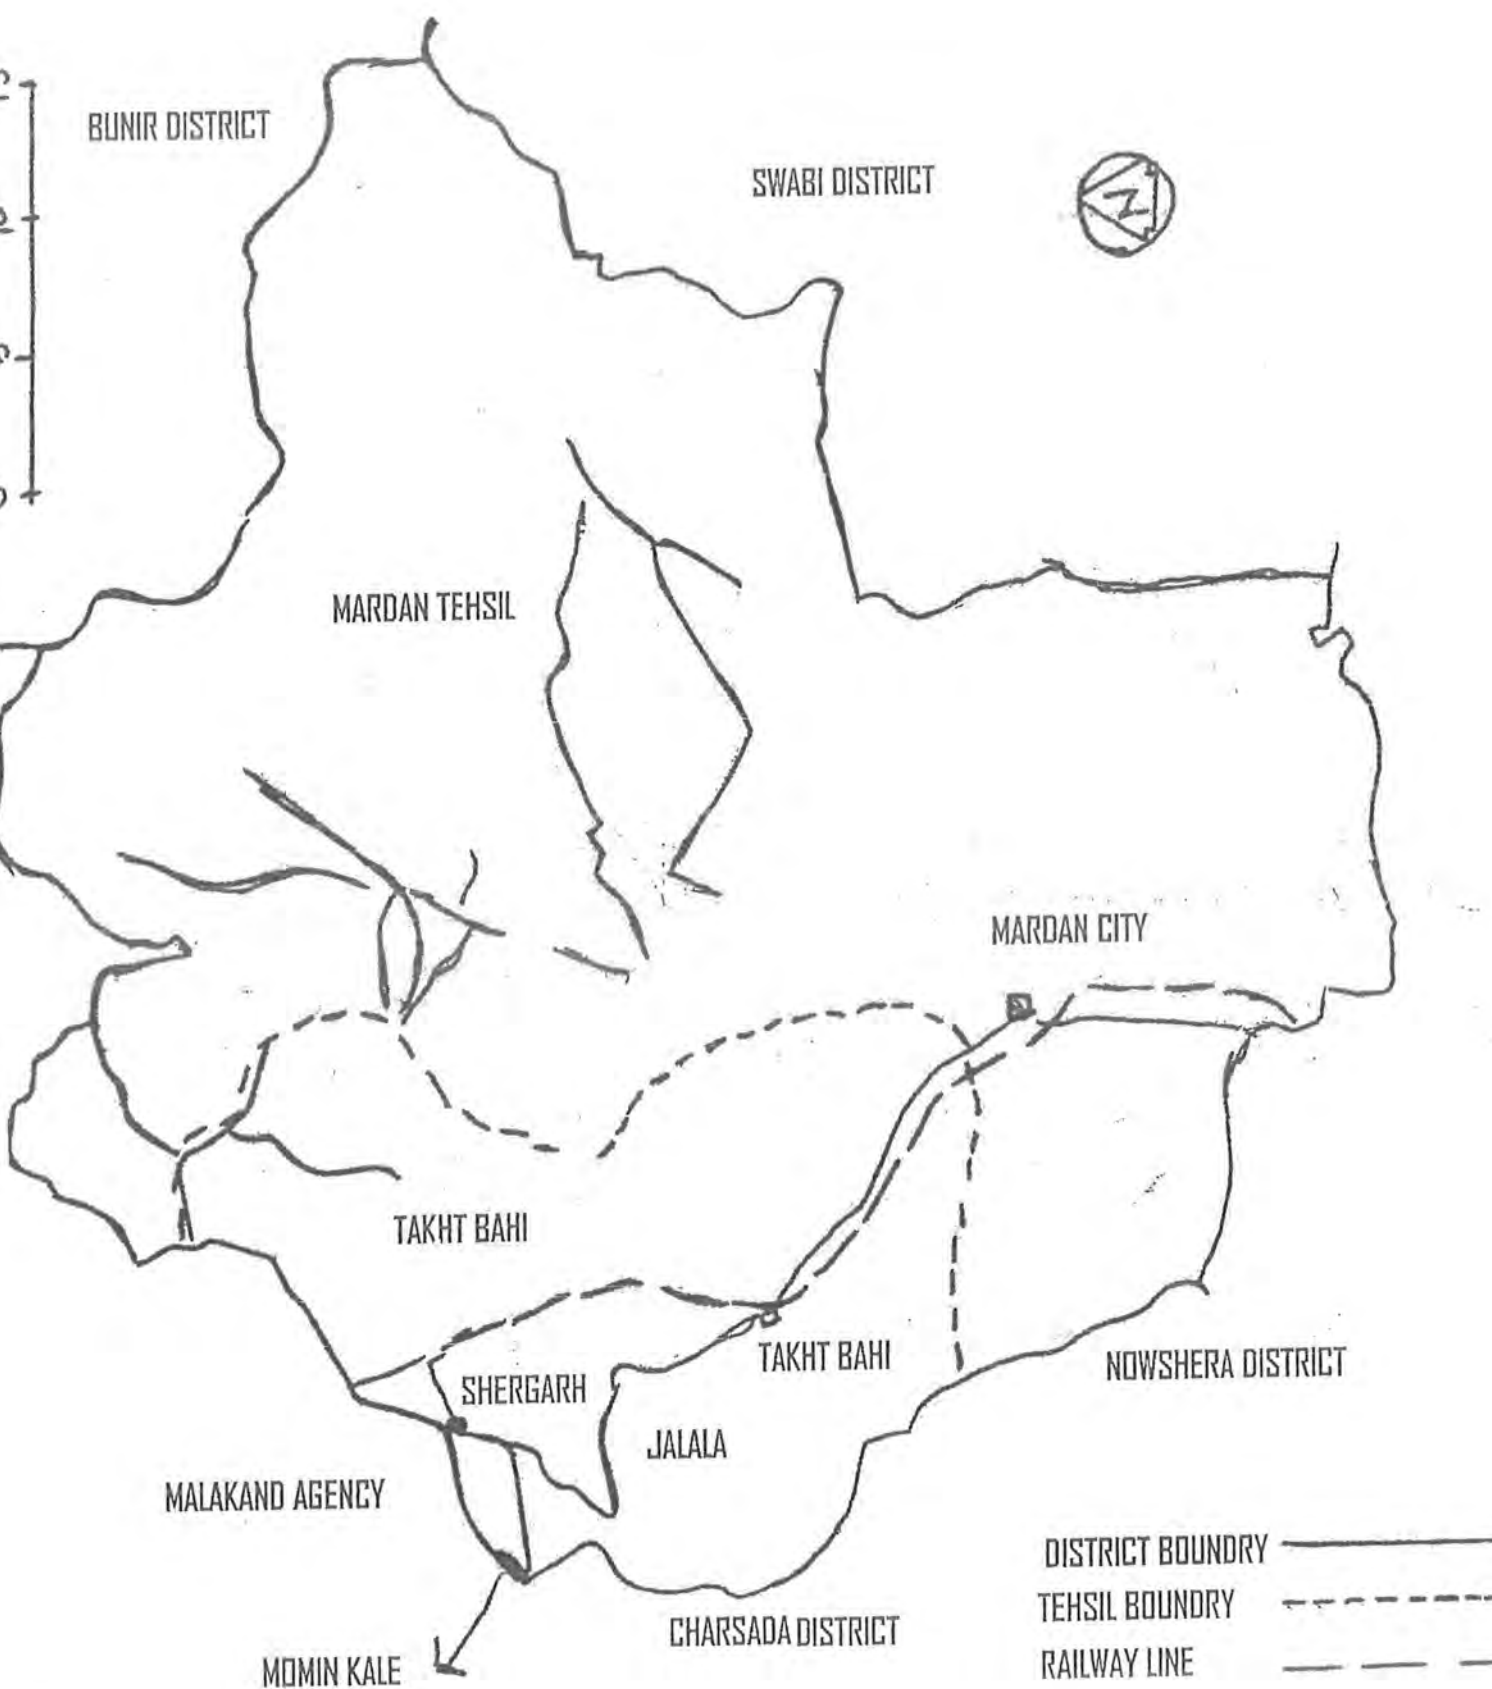 BUNIR DISTRICT
SWABI DISTRICT
N
MARDAN TEHSIL
MARDAN CITY
TAKHT BAHI
TAKHT BAHI
NOWSHERA DISTRICT
SHERGARH
JALALA
MALAKAND AGENCY
DISTRICT BOUNDRY
TEHSIL BOUNDRY
CHARSADA DISTRICT
RAILWAY LINE
MOMIN KALE